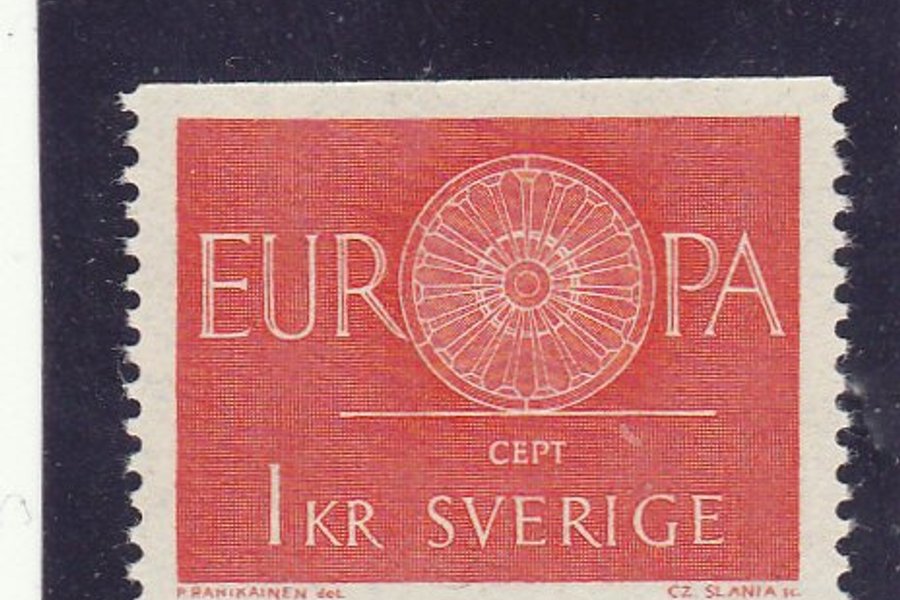 EUROPA
CEPT
1 KR SVERIGE
P. RAHIKAINEN del. CZ. SLANIA sc.